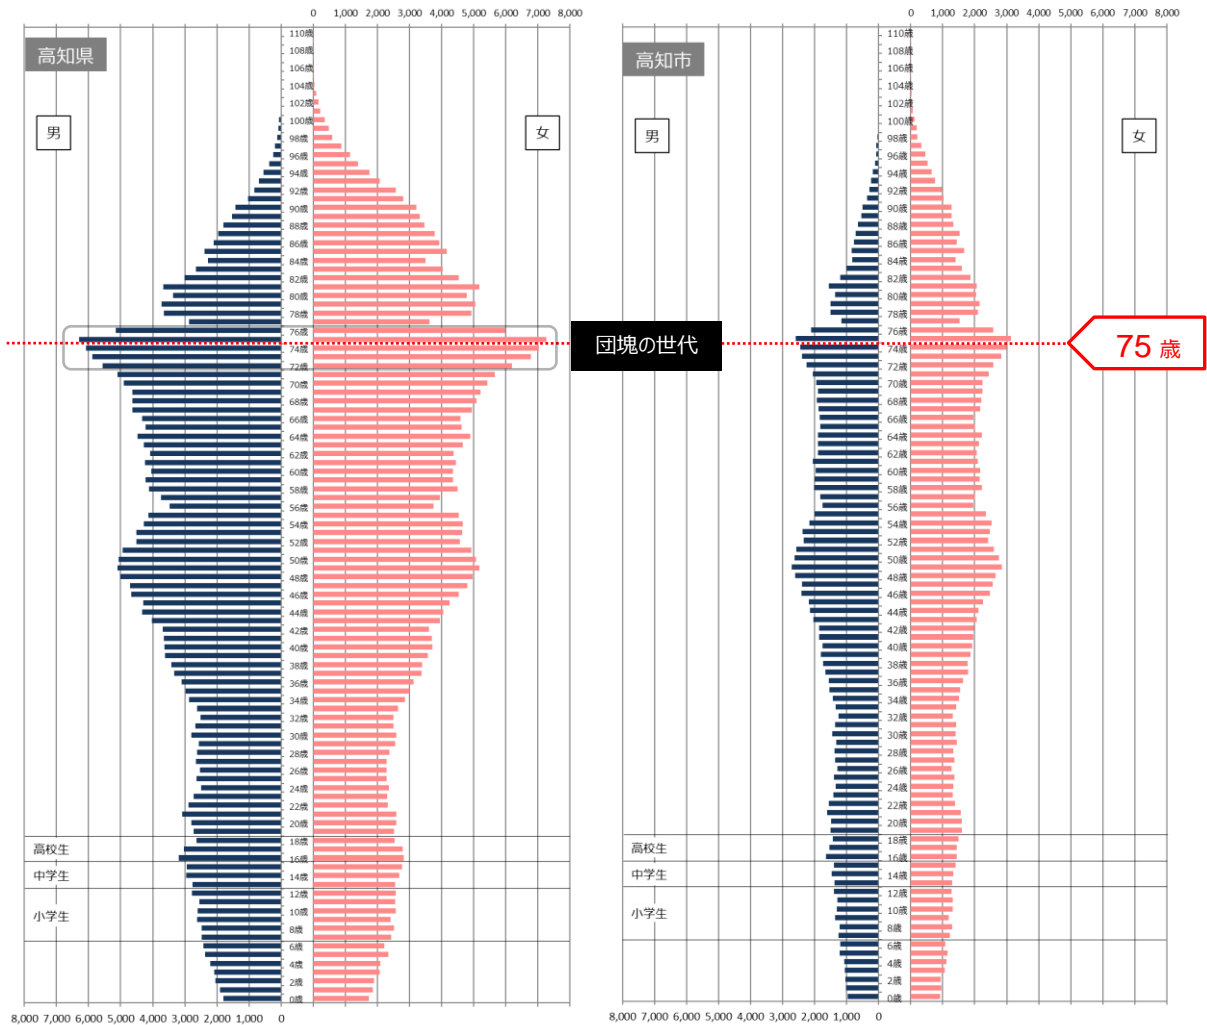 0 1,000 2,000 3,000 4,000 5,000 6,000 7,000 8,000
0 1,000 2,000 3,000 4,000 5,000 6,000 7,000 8,000
高知県
男
女
110歳
108歳
106歳
104歳
102歳
100歳
98歳
96歳
94歳
92歳
90歳
88歳
86歳
84歳
82歳
80歳
78歳
76歳
74歳
72歳
70歳
68歳
66歳
64歳
62歳
60歳
58歳
56歳
54歳
52歳
50歳
48歳
46歳
44歳
42歳
40歳
38歳
36歳
34歳
32歳
30歳
28歳
26歳
24歳
22歳
20歳
18歳
16歳
14歳
12歳
10歳
8歳
6歳
4歳
2歳
0歳
高校生
中学生
小学生
8,000 7,000 6,000 5,000 4,000 3,000 2,000 1,000 0
団塊の世代
高知市
男
女
110歳
108歳
106歳
104歳
102歳
100歳
98歳
96歳
94歳
92歳
90歳
88歳
86歳
84歳
82歳
80歳
78歳
76歳
74歳
72歳
70歳
68歳
66歳
64歳
62歳
60歳
58歳
56歳
54歳
52歳
50歳
48歳
46歳
44歳
42歳
40歳
38歳
36歳
34歳
32歳
30歳
28歳
26歳
24歳
22歳
20歳
18歳
16歳
14歳
12歳
10歳
8歳
6歳
4歳
2歳
0歳
75 歳
高校生
中学生
小学生
8,000 7,000 6,000 5,000 4,000 3,000 2,000 1,000 0